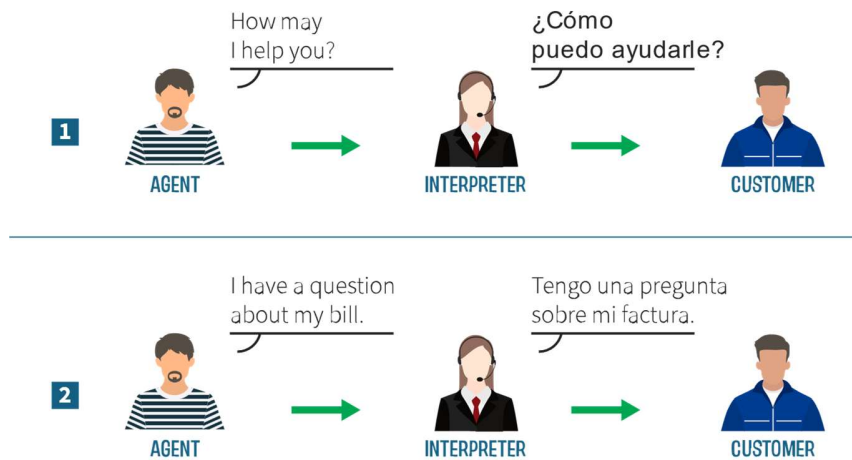 How may
I help you?
¿Cómo
puedo ayudarle?
1
AGENT
INTERPRETER
CUSTOMER
I have a question
about my bill.
Tengo una pregunta
sobre mi factura.
2
AGENT
INTERPRETER
CUSTOMER